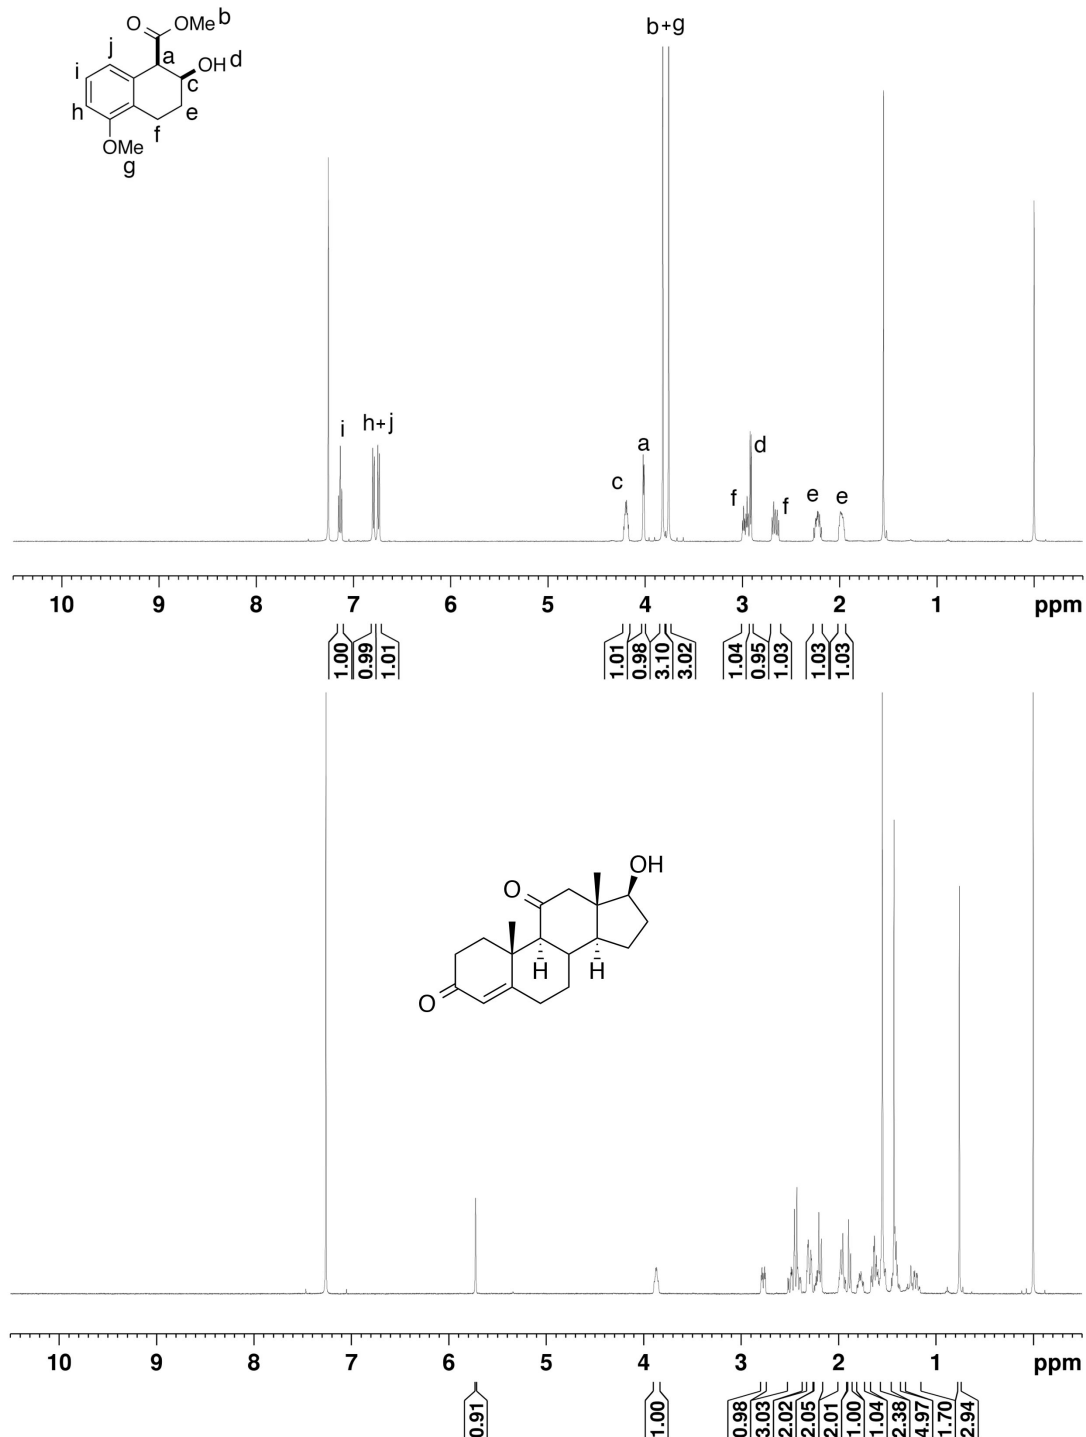 O OMe b
j a
i OH d
c
h e
f
OMe
g
b+g
i h+j c a f d f e e
10 9 8 7 6 5 4 3 2 1 ppm
1.00 0.99 1.01 1.01 0.98 3.10 3.02 1.04 0.95 1.03 1.03 1.03
OH
O
H H
O
10 9 8 7 6 5 4 3 2 1 ppm
0.91 1.00 0.98 3.03 2.02 2.05 2.01 1.00 1.04 2.38 4.97 1.70 2.94